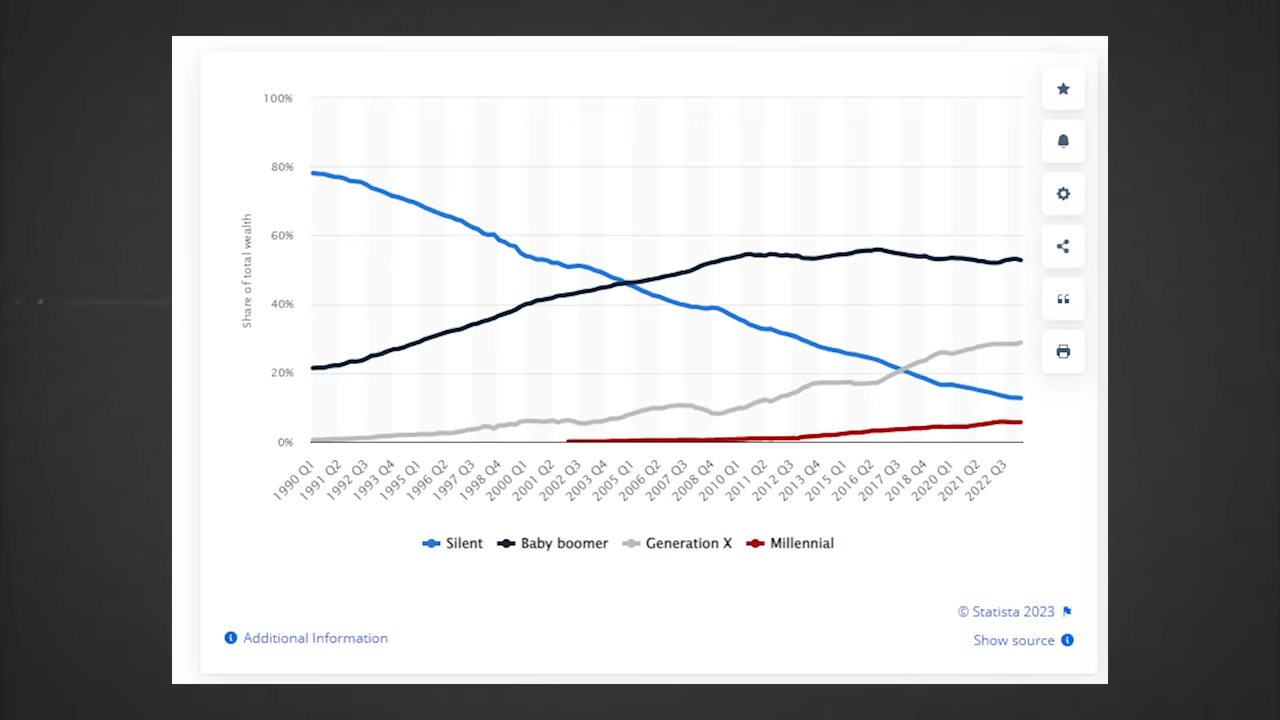 100%
80%
60%
40%
20%
0%
Share of total wealth
1990 Q1
1991 Q2
1992 Q3
1993 Q4
1995 Q1
1996 Q2
1997 Q3
1998 Q4
2000 Q1
2001 Q2
2002 Q3
2003 Q4
2005 Q1
2006 Q2
2007 Q3
2008 Q4
2010 Q1
2011 Q2
2012 Q3
2013 Q4
2015 Q1
2016 Q2
2017 Q3
2018 Q4
2020 Q1
2021 Q2
2022 Q3
Silent Baby boomer Generation X Millennial
© Statista 2023
Additional Information
Show source